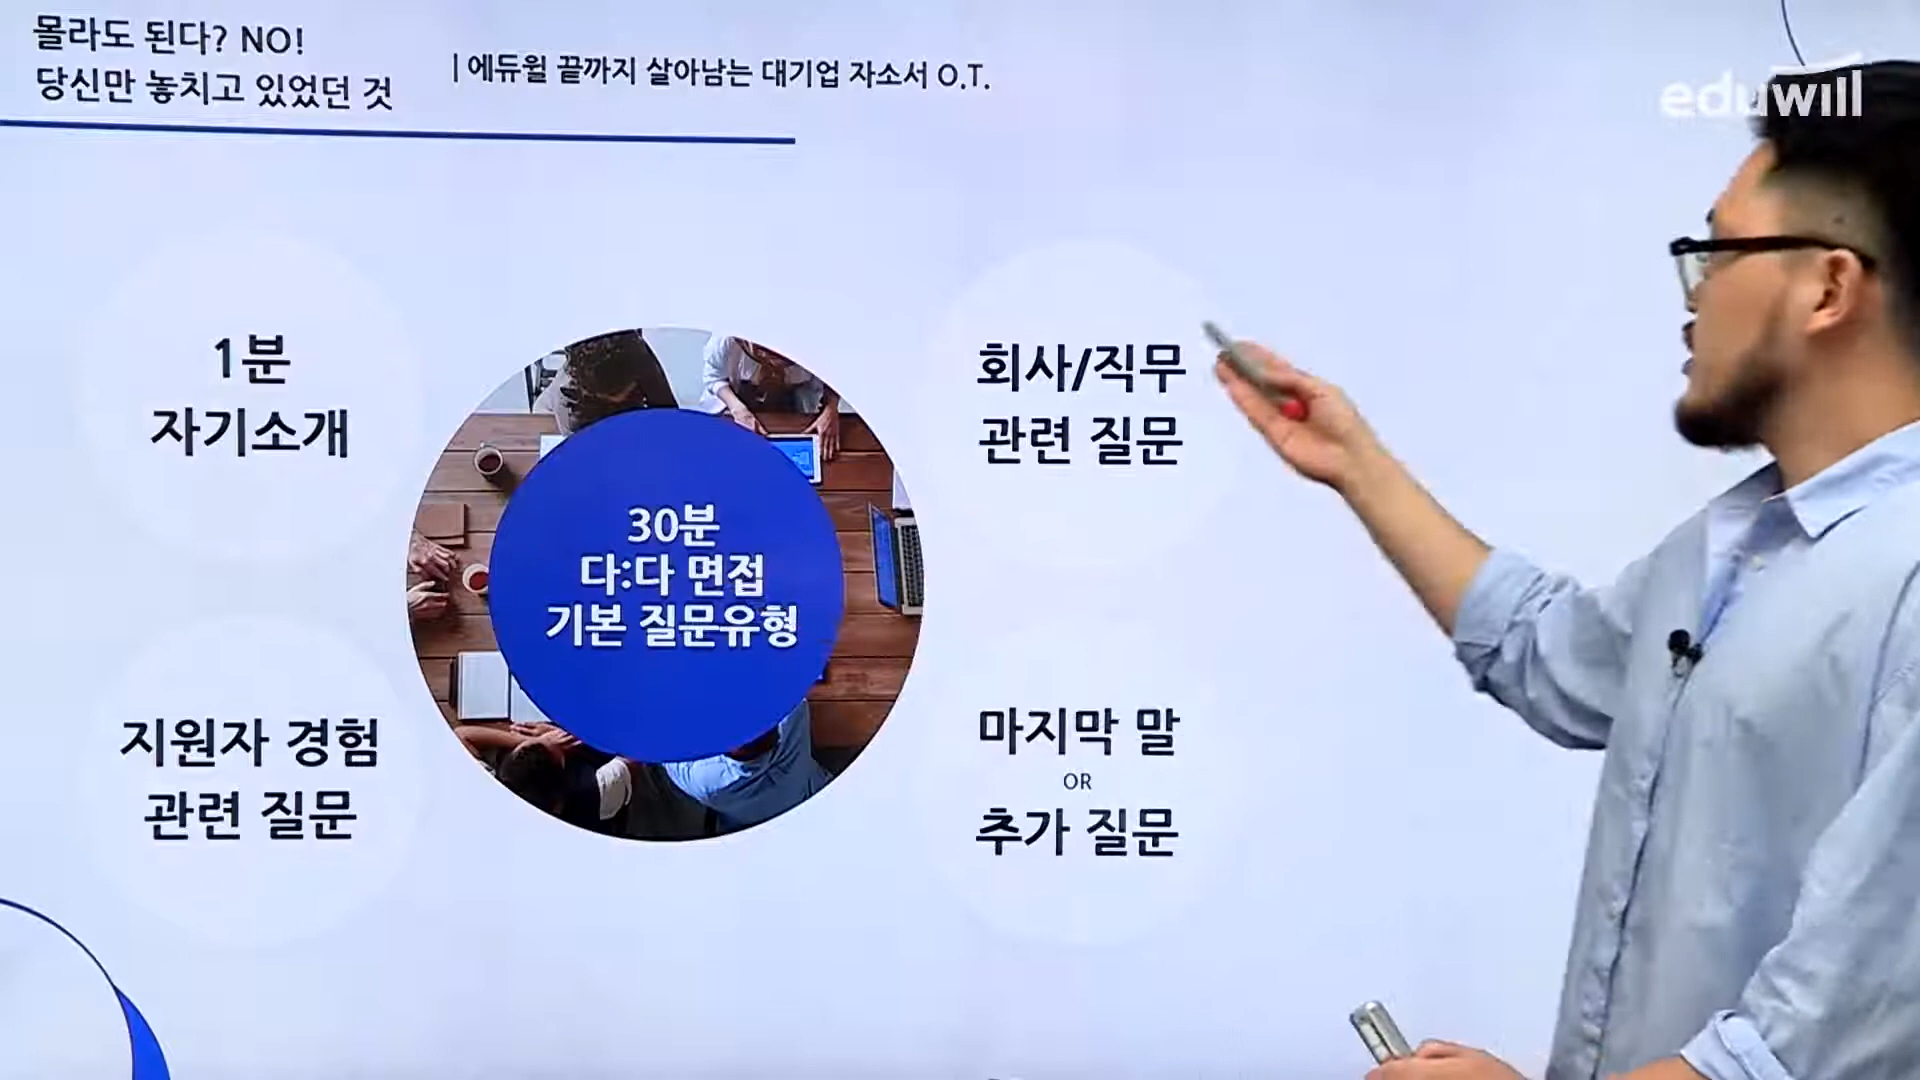 몰라도 된다? NO!
당신만 놓치고 있었던 것
| 에듀윌 끝까지 살아남는 대기업 자소서 O.T.
eduwill
1분
자기소개
회사/직무
관련 질문
30분
다:다 면접
기본 질문유형
지원자 경험
관련 질문
마지막 말
OR
추가 질문